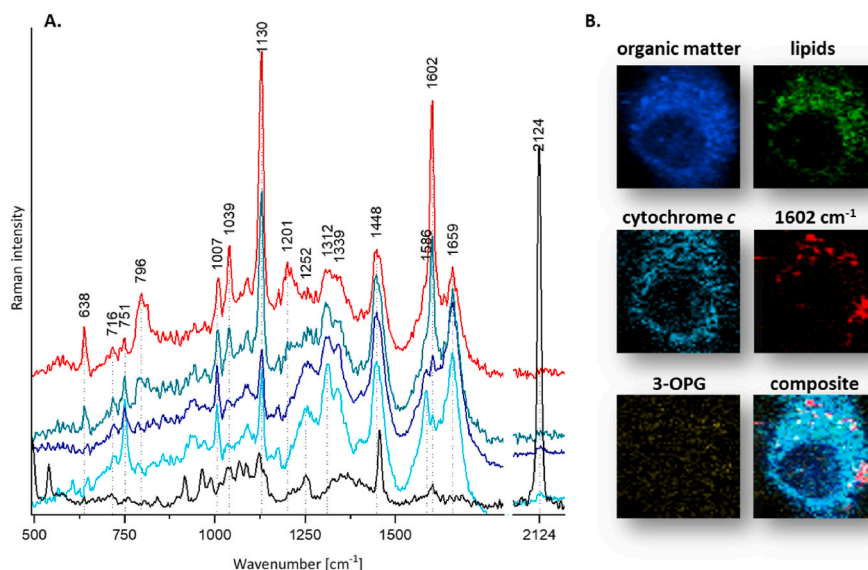 A.
1130
1602
2124
1039
1201
1448
1007
1252
1312
1339
1586
1659
796
638
716
751
Raman intensity
500
750
1000
1250
1500
2124
Wavenumber [cm⁻¹]
B.
organic matter
lipids
cytochrome c
1602 cm⁻¹
3-OPG
composite